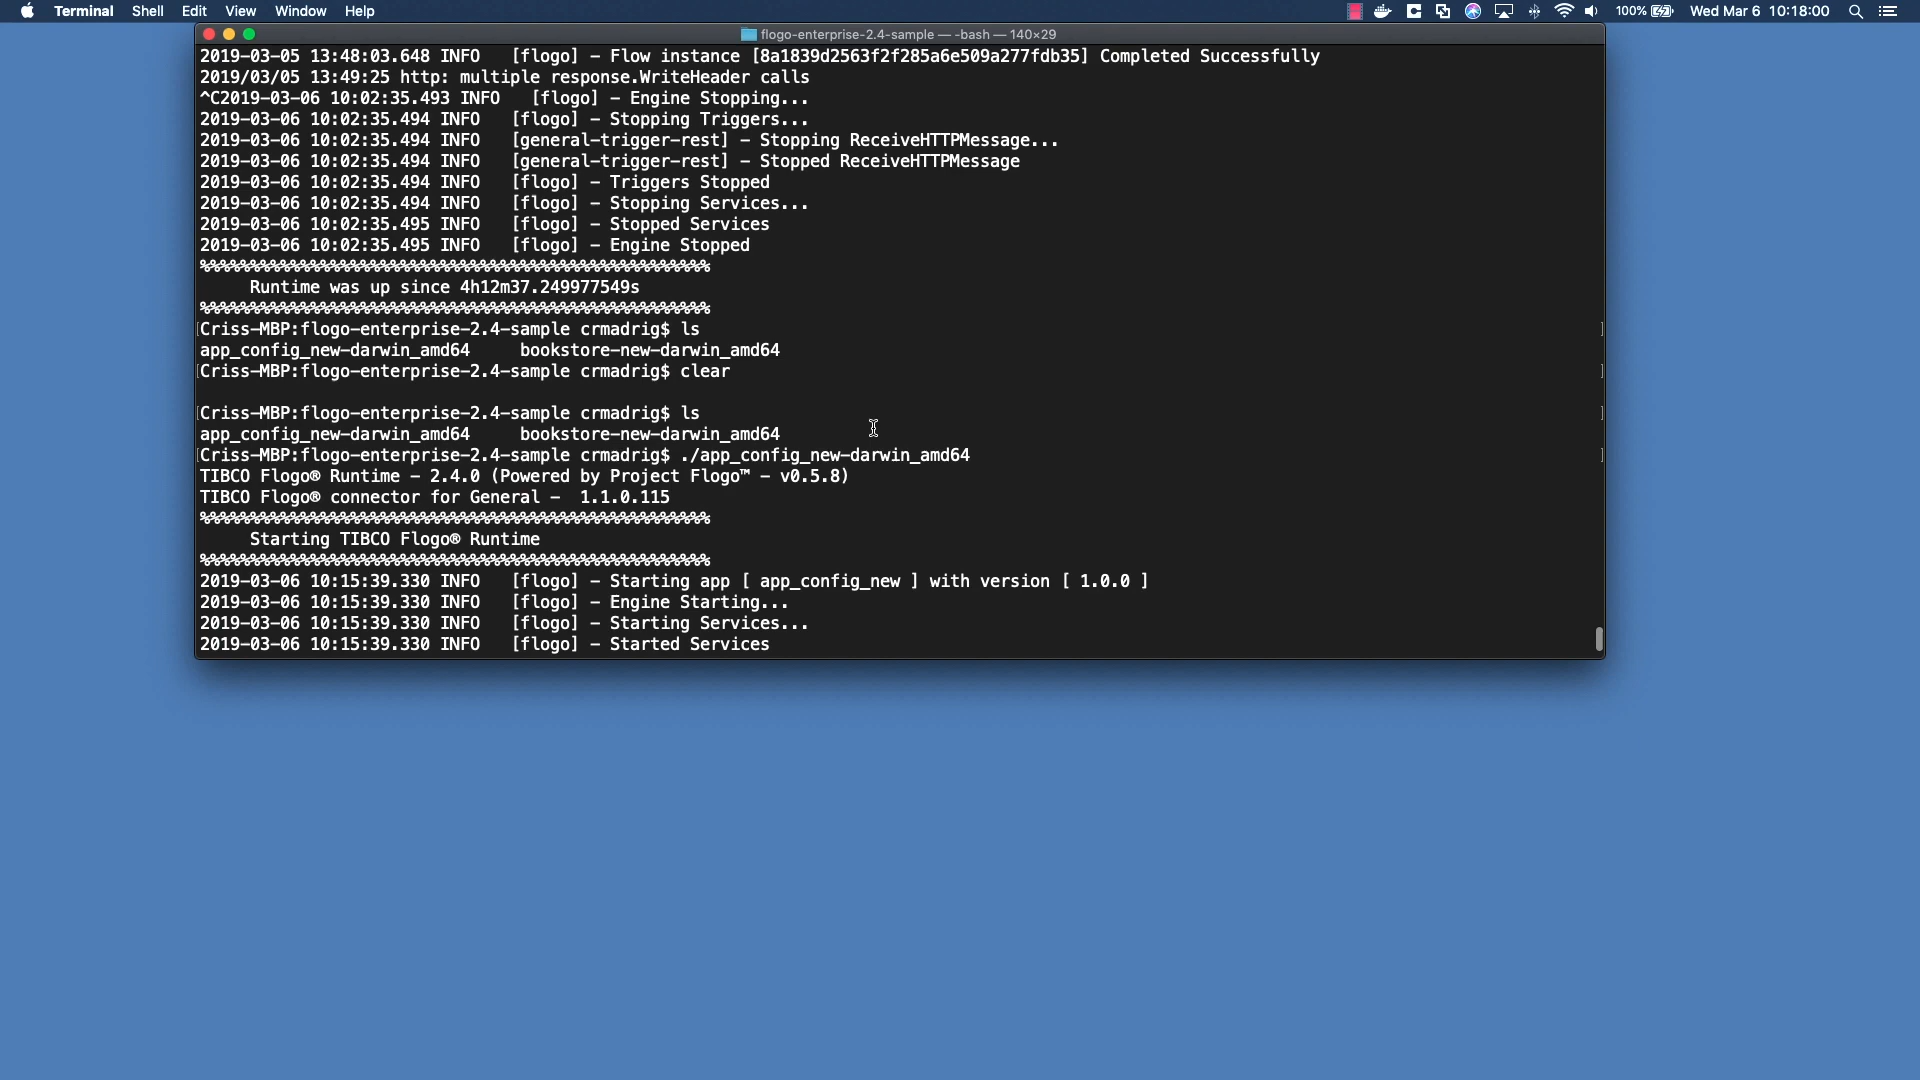 Terminal Shell Edit View Window Help 100% Wed Mar 6 10:18:00
flogo-enterprise-2.4-sample — -bash — 140×29
2019-03-05 13:48:03.648 INFO   [flogo] - Flow instance [8a1839d2563f2f285a6e509a277fdb35] Completed Successfully
2019/03/05 13:49:25 http: multiple response.WriteHeader calls
^C2019-03-06 10:02:35.493 INFO   [flogo] - Engine Stopping...
2019-03-06 10:02:35.494 INFO   [flogo] - Stopping Triggers...
2019-03-06 10:02:35.494 INFO   [general-trigger-rest] - Stopping ReceiveHTTPMessage...
2019-03-06 10:02:35.494 INFO   [general-trigger-rest] - Stopped ReceiveHTTPMessage
2019-03-06 10:02:35.494 INFO   [flogo] - Triggers Stopped
2019-03-06 10:02:35.494 INFO   [flogo] - Stopping Services...
2019-03-06 10:02:35.495 INFO   [flogo] - Stopped Services
2019-03-06 10:02:35.495 INFO   [flogo] - Engine Stopped
%%%%%%%%%%%%%%%%%%%%%%%%%%%%%%%%%%%%%%%%%%%%%%%%%%%
     Runtime was up since 4h12m37.249977549s
%%%%%%%%%%%%%%%%%%%%%%%%%%%%%%%%%%%%%%%%%%%%%%%%%%%
[Criss-MBP:flogo-enterprise-2.4-sample crmadrig$ ls ]
app_config_new-darwin_amd64     bookstore-new-darwin_amd64
[Criss-MBP:flogo-enterprise-2.4-sample crmadrig$ clear ]
[Criss-MBP:flogo-enterprise-2.4-sample crmadrig$ ls ]
app_config_new-darwin_amd64     bookstore-new-darwin_amd64
[Criss-MBP:flogo-enterprise-2.4-sample crmadrig$ ./app_config_new-darwin_amd64 ]
TIBCO Flogo® Runtime - 2.4.0 (Powered by Project Flogo™ - v0.5.8)
TIBCO Flogo® connector for General -  1.1.0.115
%%%%%%%%%%%%%%%%%%%%%%%%%%%%%%%%%%%%%%%%%%%%%%%%%%%
     Starting TIBCO Flogo® Runtime
%%%%%%%%%%%%%%%%%%%%%%%%%%%%%%%%%%%%%%%%%%%%%%%%%%%
2019-03-06 10:15:39.330 INFO   [flogo] - Starting app [ app_config_new ] with version [ 1.0.0 ]
2019-03-06 10:15:39.330 INFO   [flogo] - Engine Starting...
2019-03-06 10:15:39.330 INFO   [flogo] - Starting Services...
2019-03-06 10:15:39.330 INFO   [flogo] - Started Services